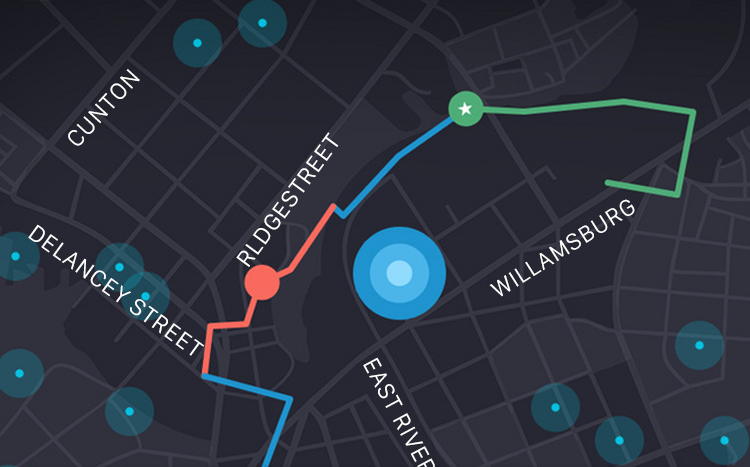 CUNTON
RLDGESTREET
DELANCEY STREET
WILLAMSBURG
EAST RIVER